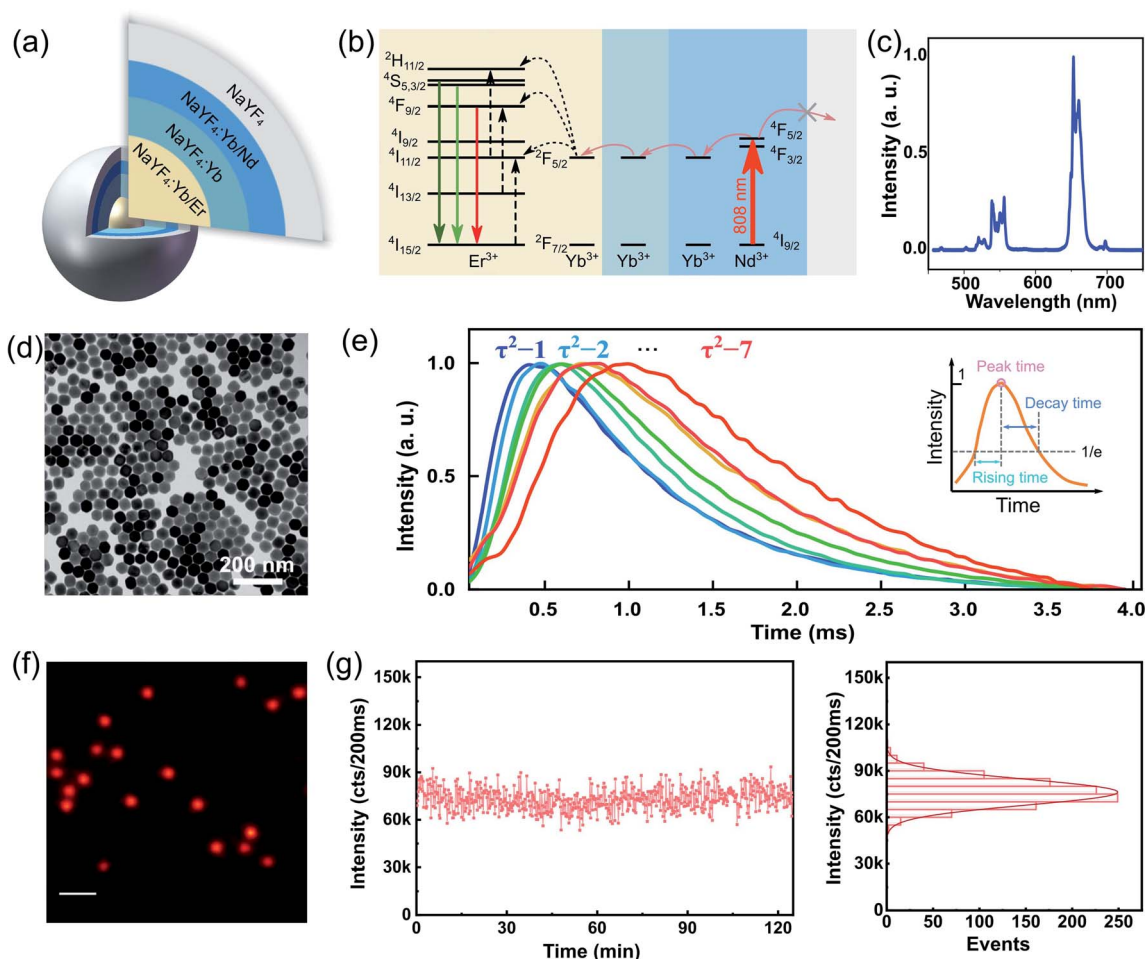 (a)
NaYF₄
NaYF₄:Yb/Nd
NaYF₄:Yb
NaYF₄:Yb/Er
(b)
²H₁₁/₂
⁴S₅,₃/₂
⁴F₉/₂
⁴I₉/₂
⁴I₁₁/₂
⁴I₁₃/₂
⁴I₁₅/₂
Er³⁺
²F₅/₂
²F₇/₂
Yb³⁺
Yb³⁺
Yb³⁺
Nd³⁺
808 nm
⁴F₅/₂
⁴F₃/₂
⁴I₉/₂
(c)
Intensity (a. u.)
1.0
0.5
0.0
500 600 700
Wavelength (nm)
(d)
200 nm
(e)
Intensity (a. u.)
1.0
0.5
0.0
τ²−1 τ²−2 ... τ²−7
0.5 1.0 1.5 2.0 2.5 3.0 3.5 4.0
Time (ms)
Peak time
1
Decay time
Intensity
1/e
Rising time
Time
(f)
(g)
Intensity (cts/200ms)
150k
120k
90k
60k
30k
0
0 30 60 90 120
Time (min)
Intensity (cts/200ms)
150k
120k
90k
60k
30k
0
0 50 100 150 200 250
Events